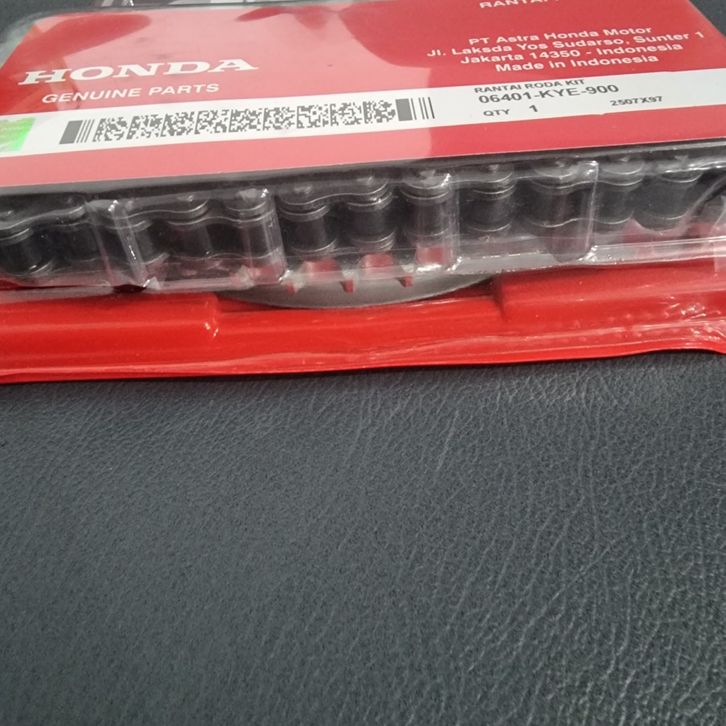 HONDA
GENUINE PARTS
PT Astra Honda Motor
Jl. Laksda Yos Sudarso, Sunter 1
Jakarta 14350 - Indonesia
Made in Indonesia
RANTAI RODA KIT
06401-KYE-900
QTY 1
2507X97